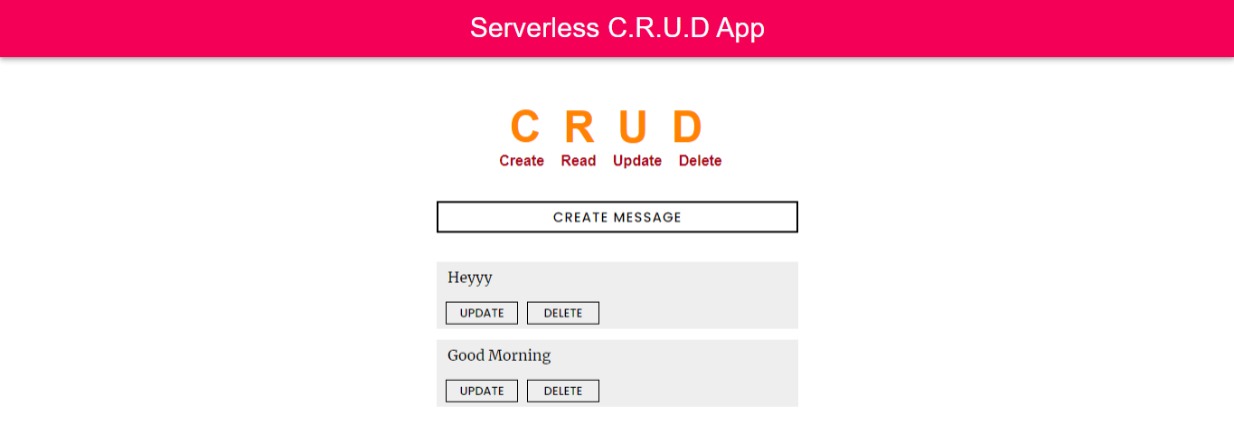 Serverless C.R.U.D App
C R U D
Create Read Update Delete
CREATE MESSAGE
Heyyy
UPDATE DELETE
Good Morning
UPDATE DELETE